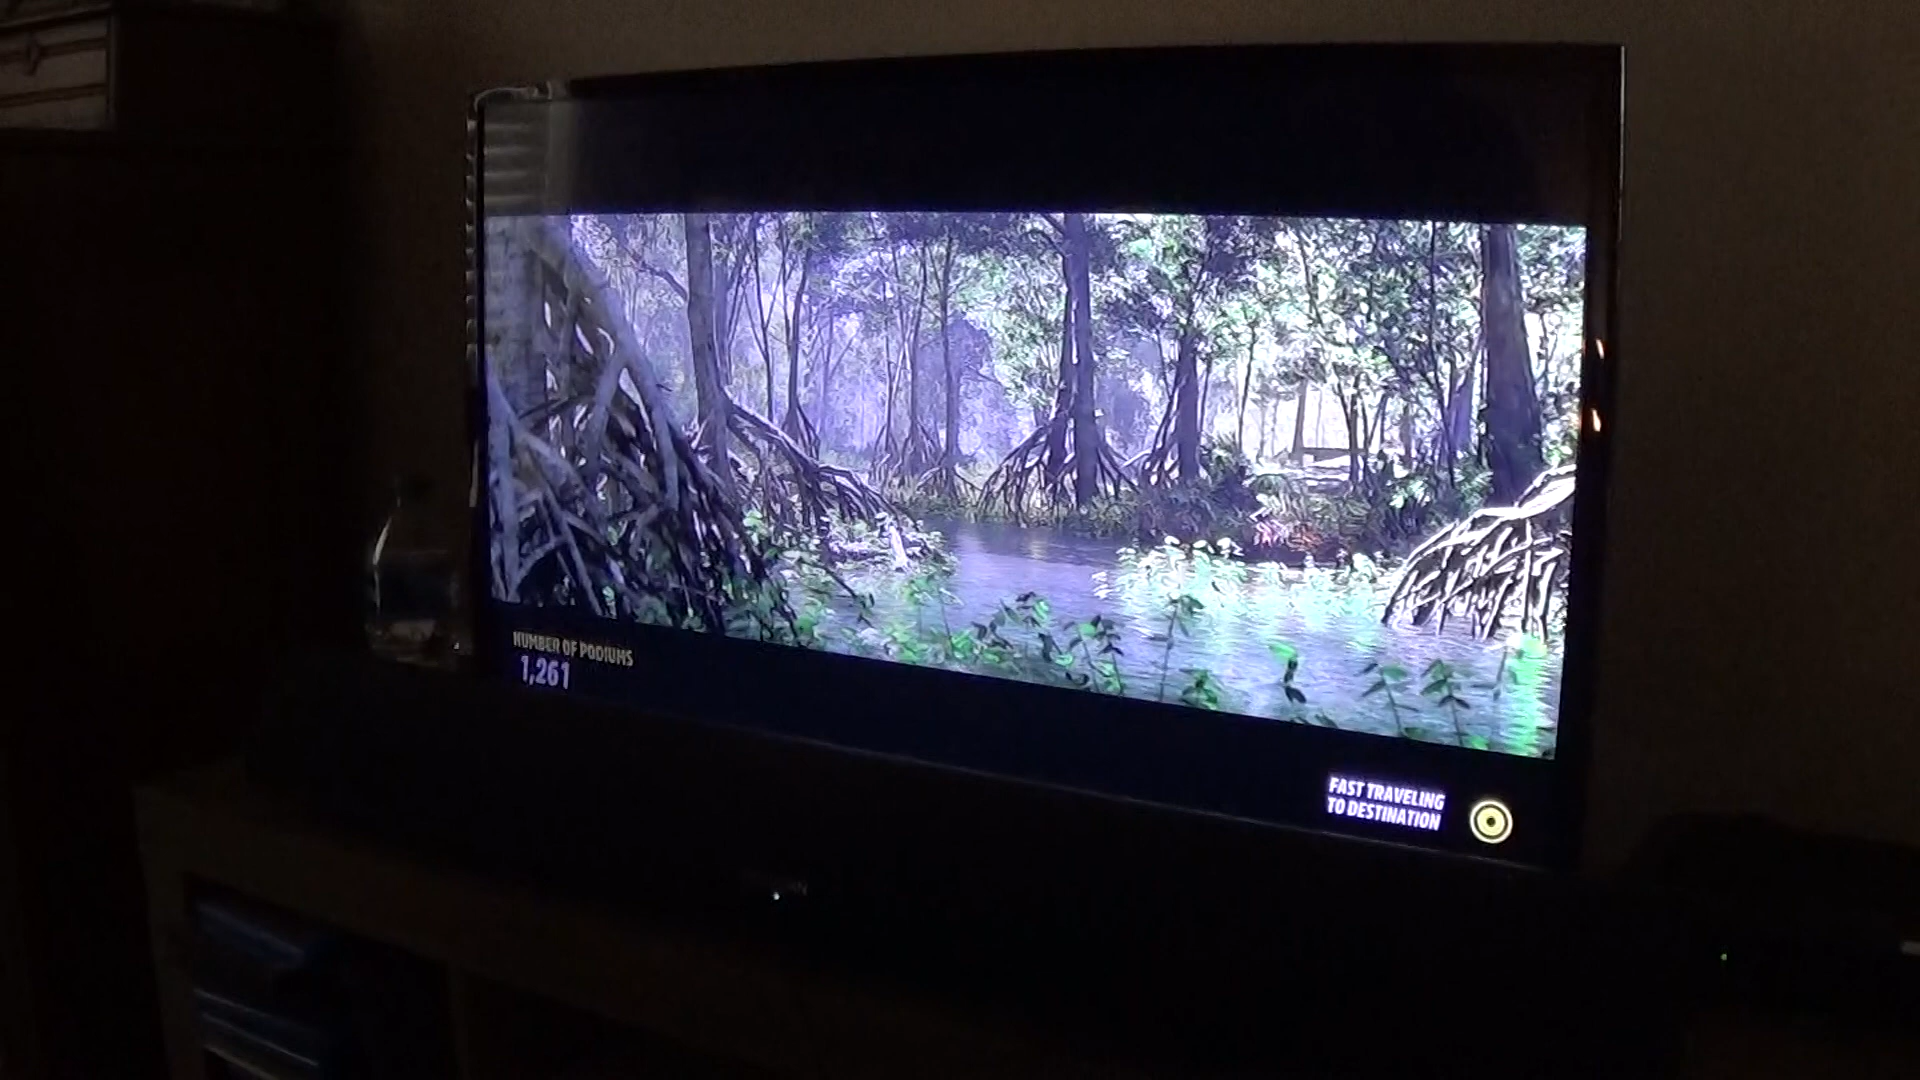 NUMBER OF PODIUMS
1,261
FAST TRAVELING
TO DESTINATION